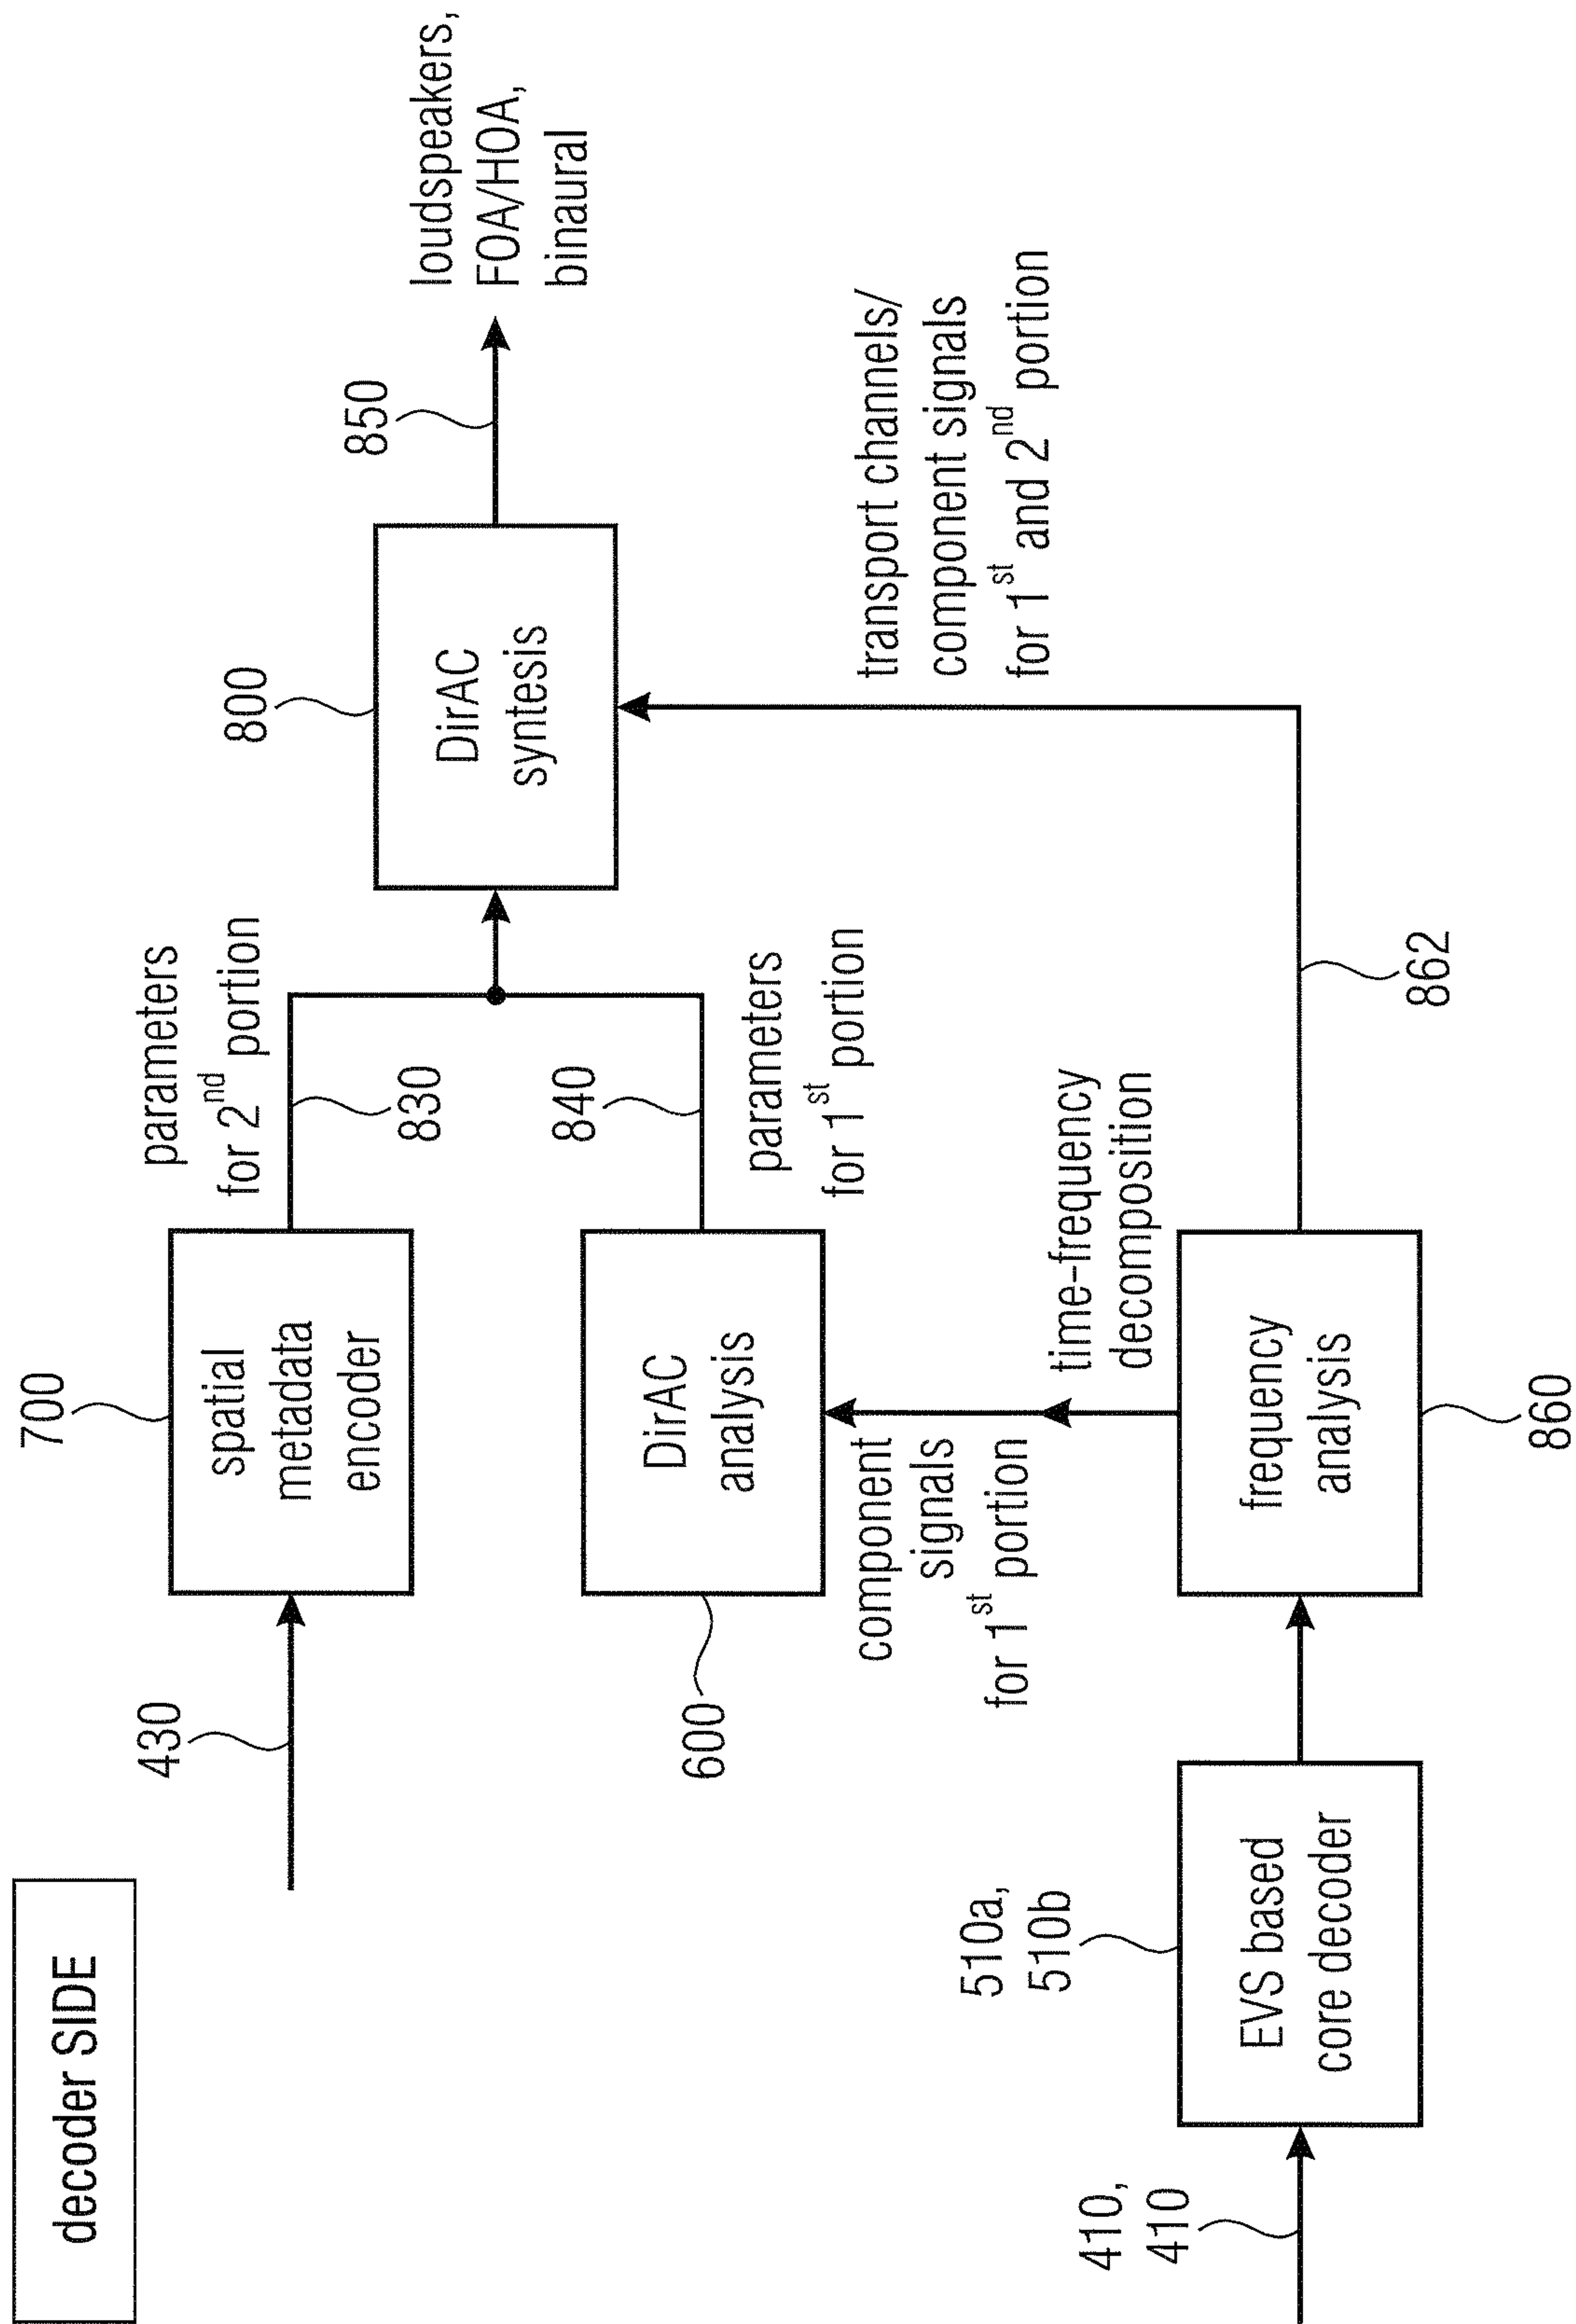 decoder SIDE
430
700
spatial
metadata
encoder
parameters
for 2nd portion
830
800
DirAC
syntesis
850
loudspeakers,
FOA/HOA,
binaural
600
DirAC
analysis
840
parameters
for 1st portion
component
signals
for 1st portion
time-frequency
decomposition
transport channels/
component signals
for 1st and 2nd portion
410,
410
510a,
510b
EVS based
core decoder
frequency
analysis
860
862